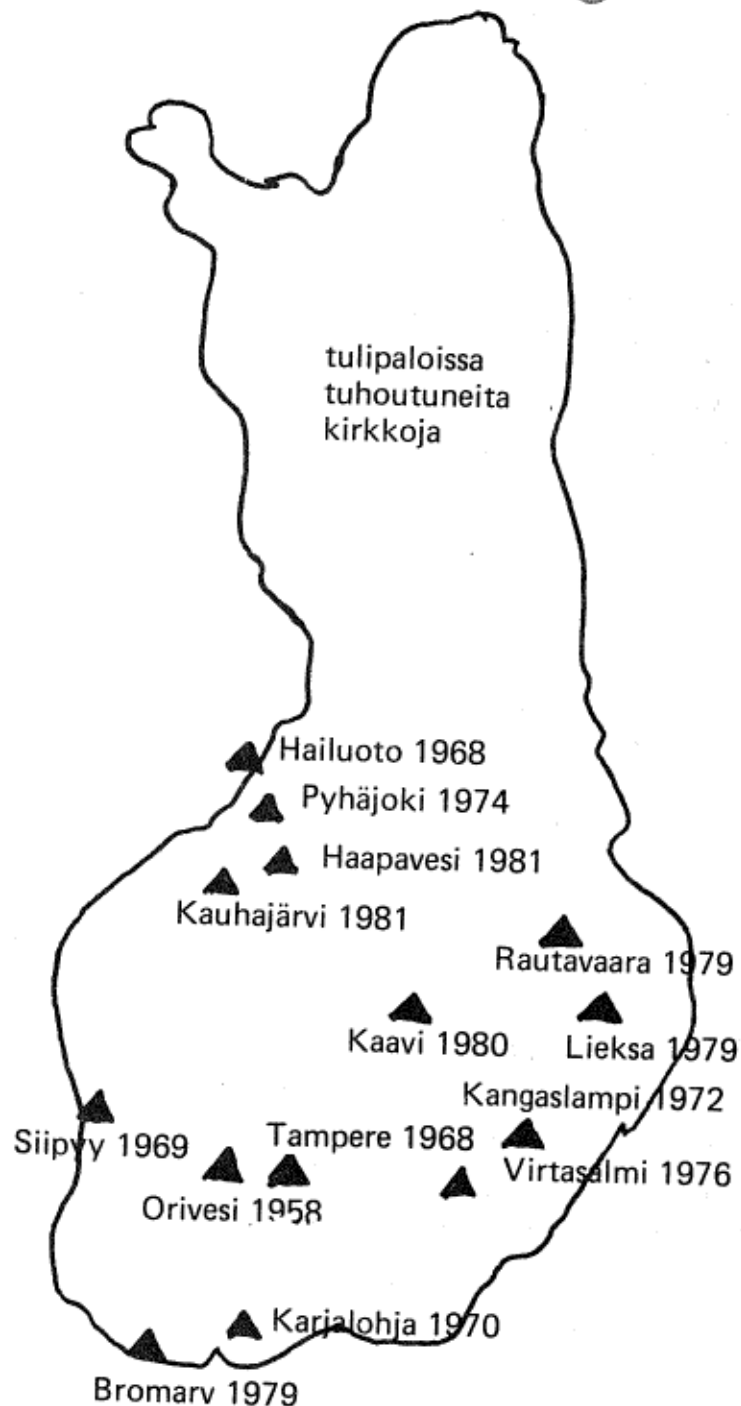 tulipaloissa
tuhoutuneita
kirkkoja
Hailuoto 1968
Pyhäjoki 1974
Haapavesi 1981
Kauhajärvi 1981
Rautavaara 1979
Kaavi 1980
Lieksa 1979
Kangaslampi 1972
Siipyy 1969
Tampere 1968
Virtasalmi 1976
Orivesi 1958
Karjalohja 1970
Bromarv 1979